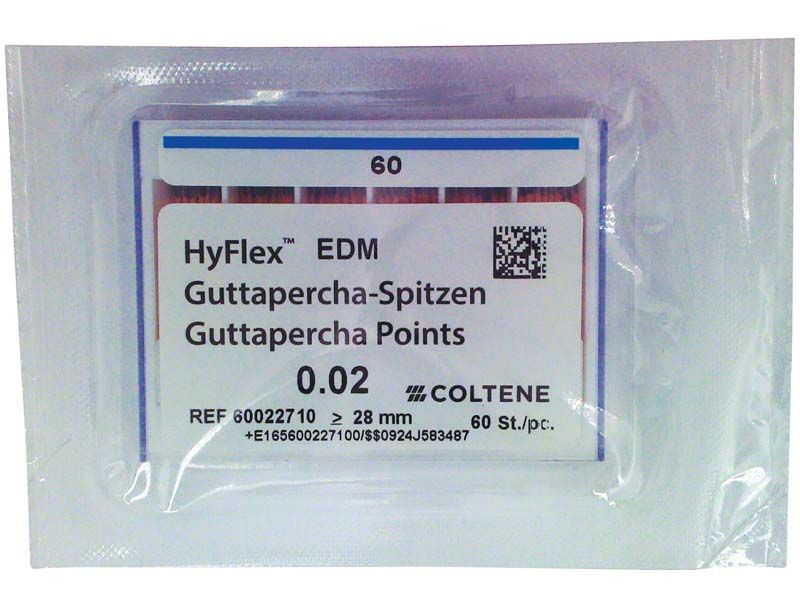 60
HyFlex™ EDM
Guttapercha-Spitzen
Guttapercha Points
0.02 COLTENE
REF 60022710 ≥ 28 mm 60 St./pc.
+E165600227100/$$0924J583487